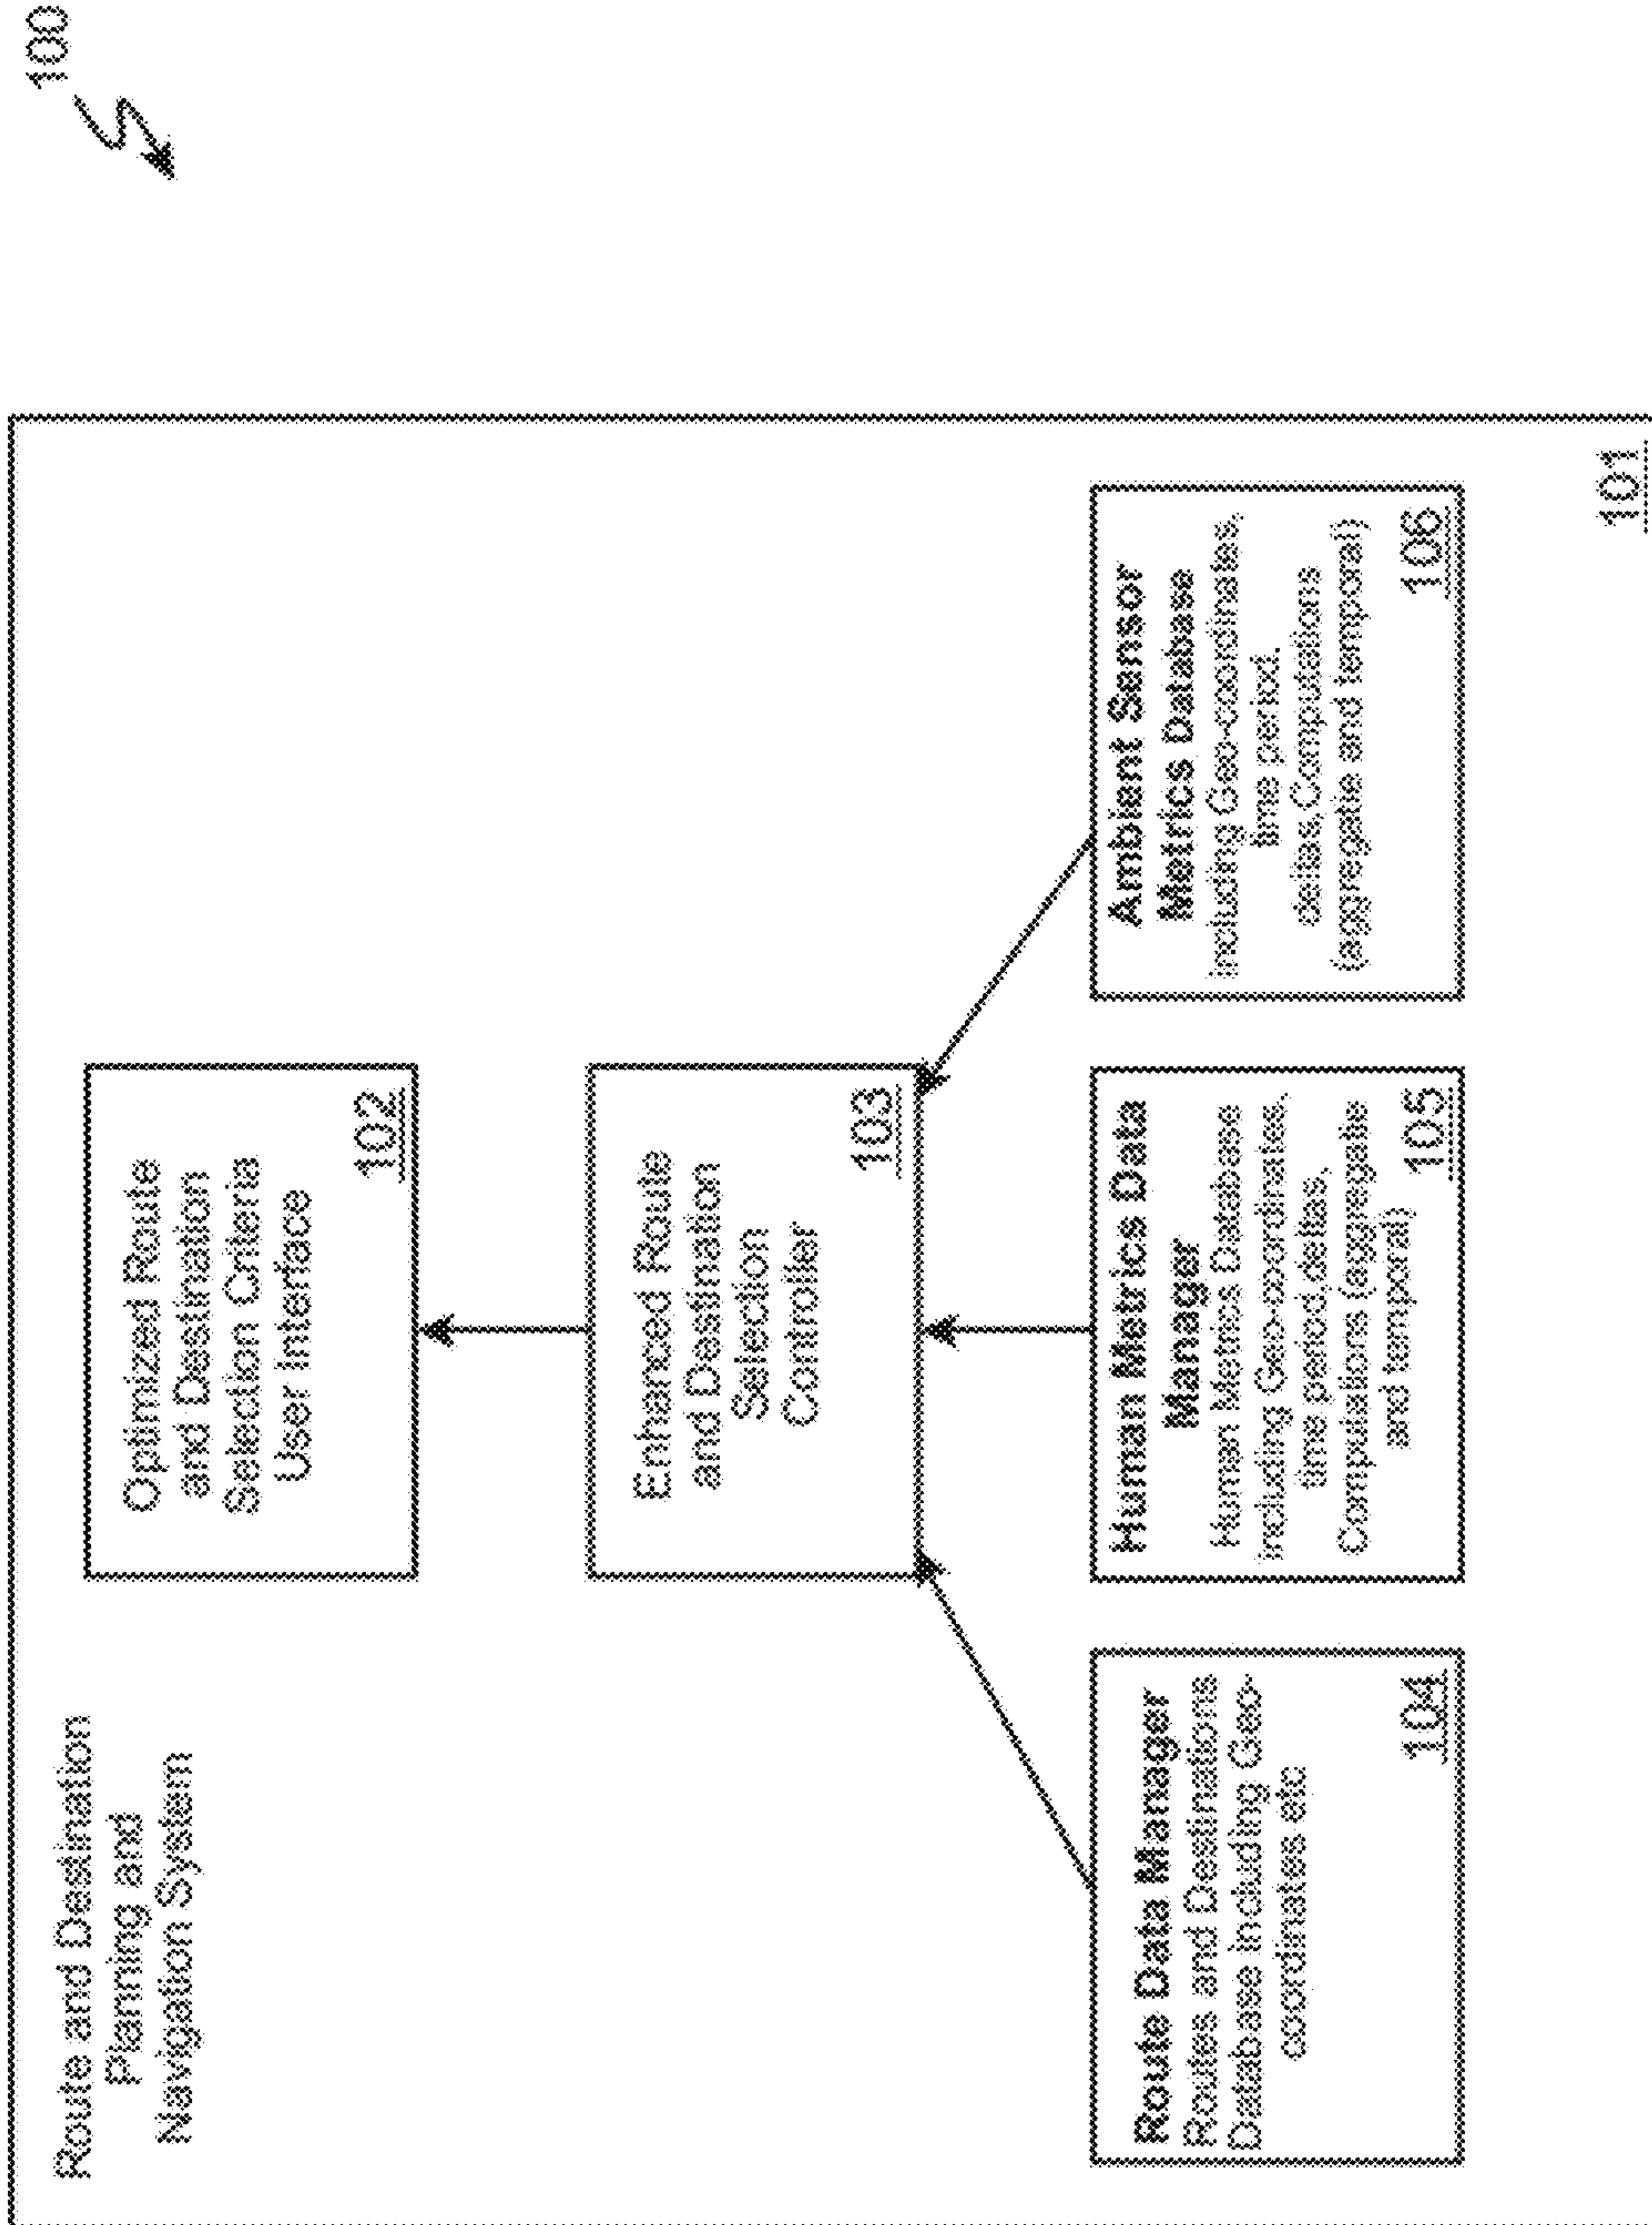 100
Route and Destination
Planning and
Navigation System
Optimized Route
and Destination
Selection Criteria
User Interface
102
Enhanced Route
and Destination
Selection
Controller
103
Route Data Manager
Routes and Destinations
Database including Geo-
coordinates etc
104
Human Metrics Data
Manager
Human Metrics Database
including Geo-coordinates,
time period,deltas,
Computations (aggregate
and temporal)
105
Ambient Sensor
Metrics Database
including Geo-coordinates,
time period,
deltas,Computations
(aggregate and temporal)
106
101